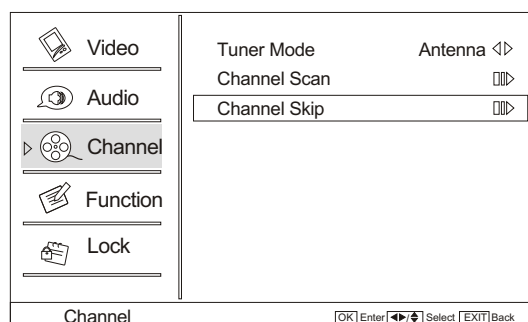 Video
Audio
Channel
Function
Lock
Tuner Mode Antenna
Channel Scan
Channel Skip
Channel OK Enter / Select EXIT Back